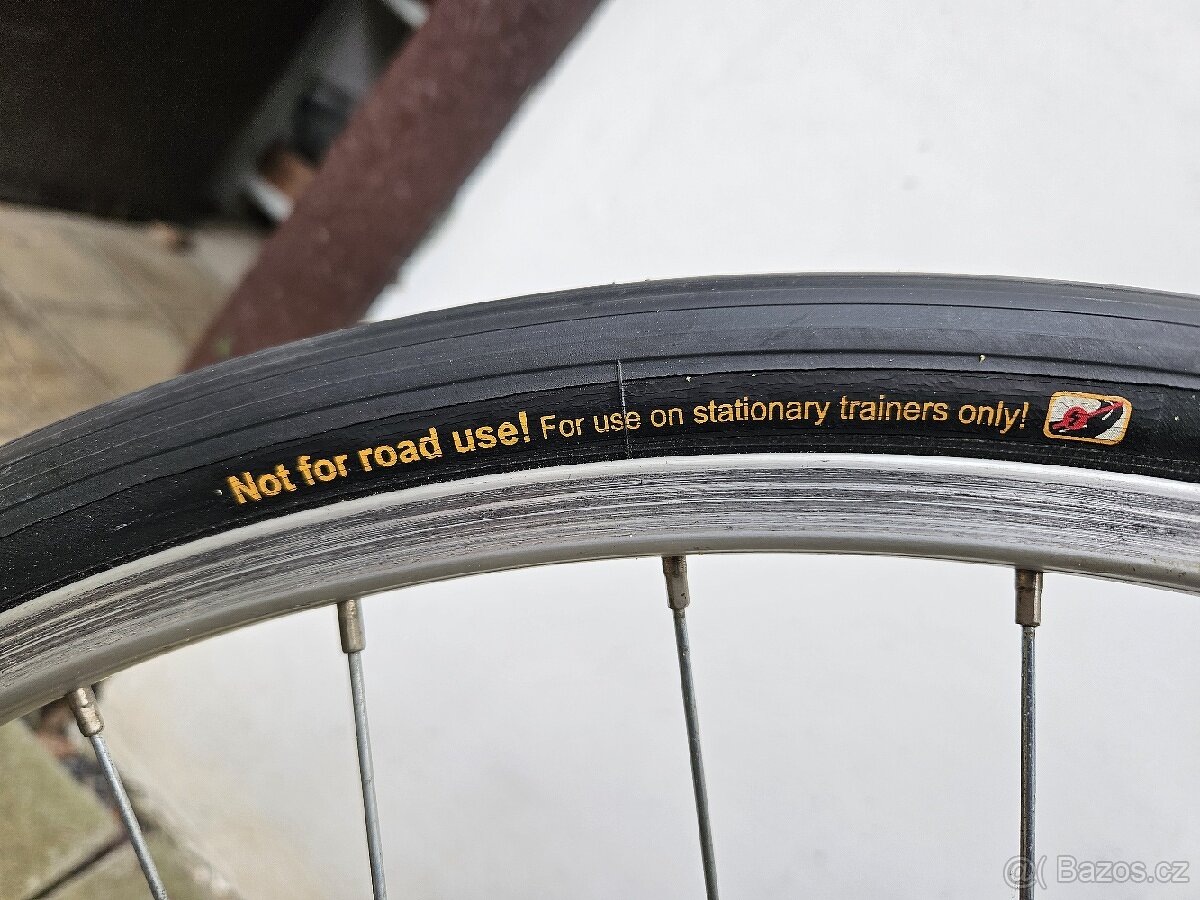 Not for road use! For use on stationary trainers only!
Bazos.cz